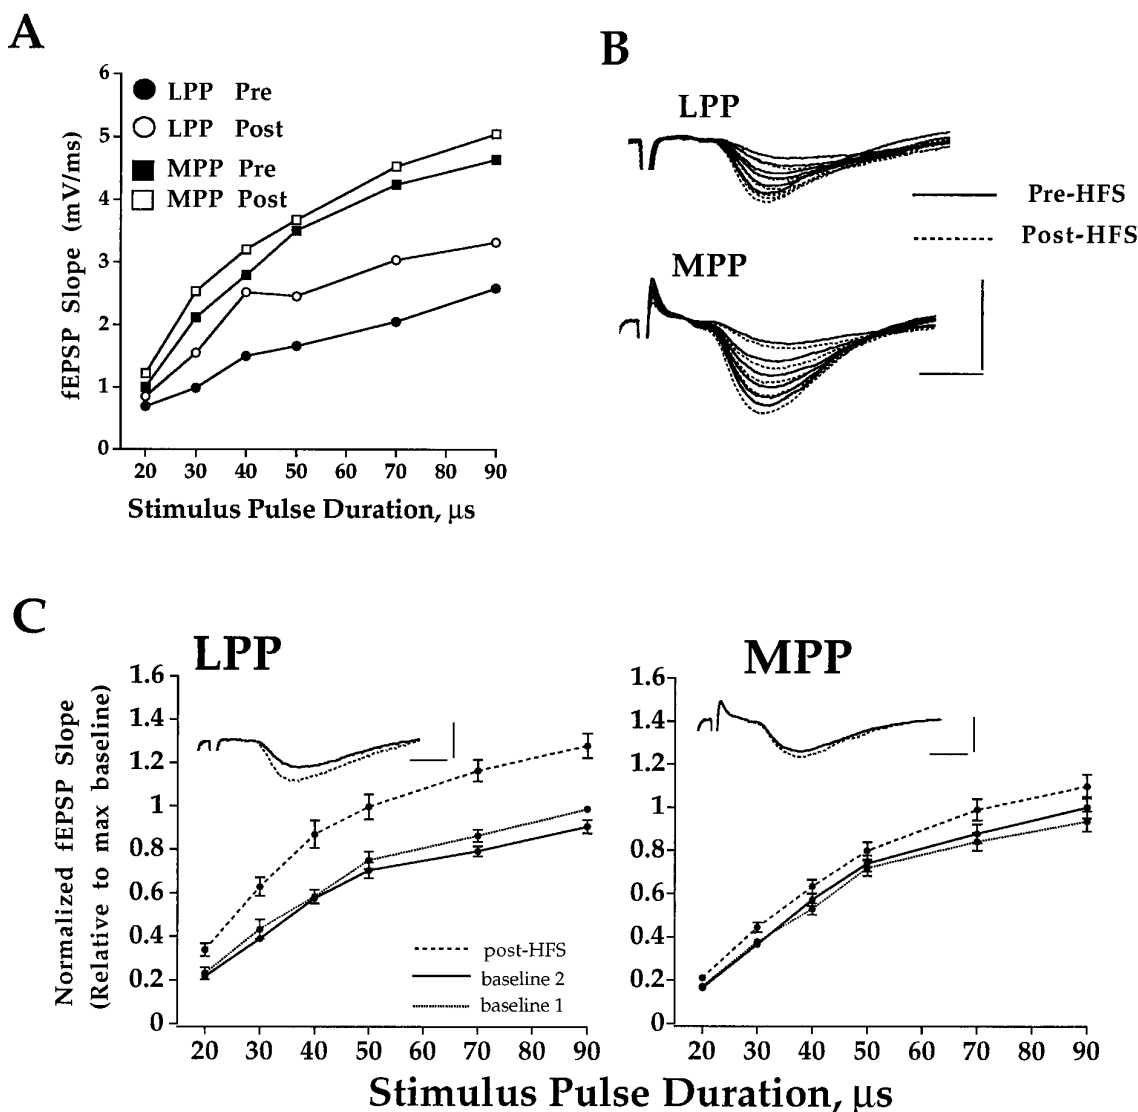 A
6
5
4
3
2
1
0
fEPSP Slope (mV/ms)
LPP Pre
LPP Post
MPP Pre
MPP Post
20 30 40 50 60 70 80 90
Stimulus Pulse Duration, μs
B
LPP
MPP
Pre-HFS
Post-HFS
C
LPP
1.6
1.4
1.2
1
0.8
0.6
0.4
0.2
0
Normalized fEPSP Slope
(Relative to max baseline)
post-HFS
baseline 2
baseline 1
20 30 40 50 60 70 80 90
MPP
1.6
1.4
1.2
1
0.8
0.6
0.4
0.2
0
20 30 40 50 60 70 80 90
Stimulus Pulse Duration, μs